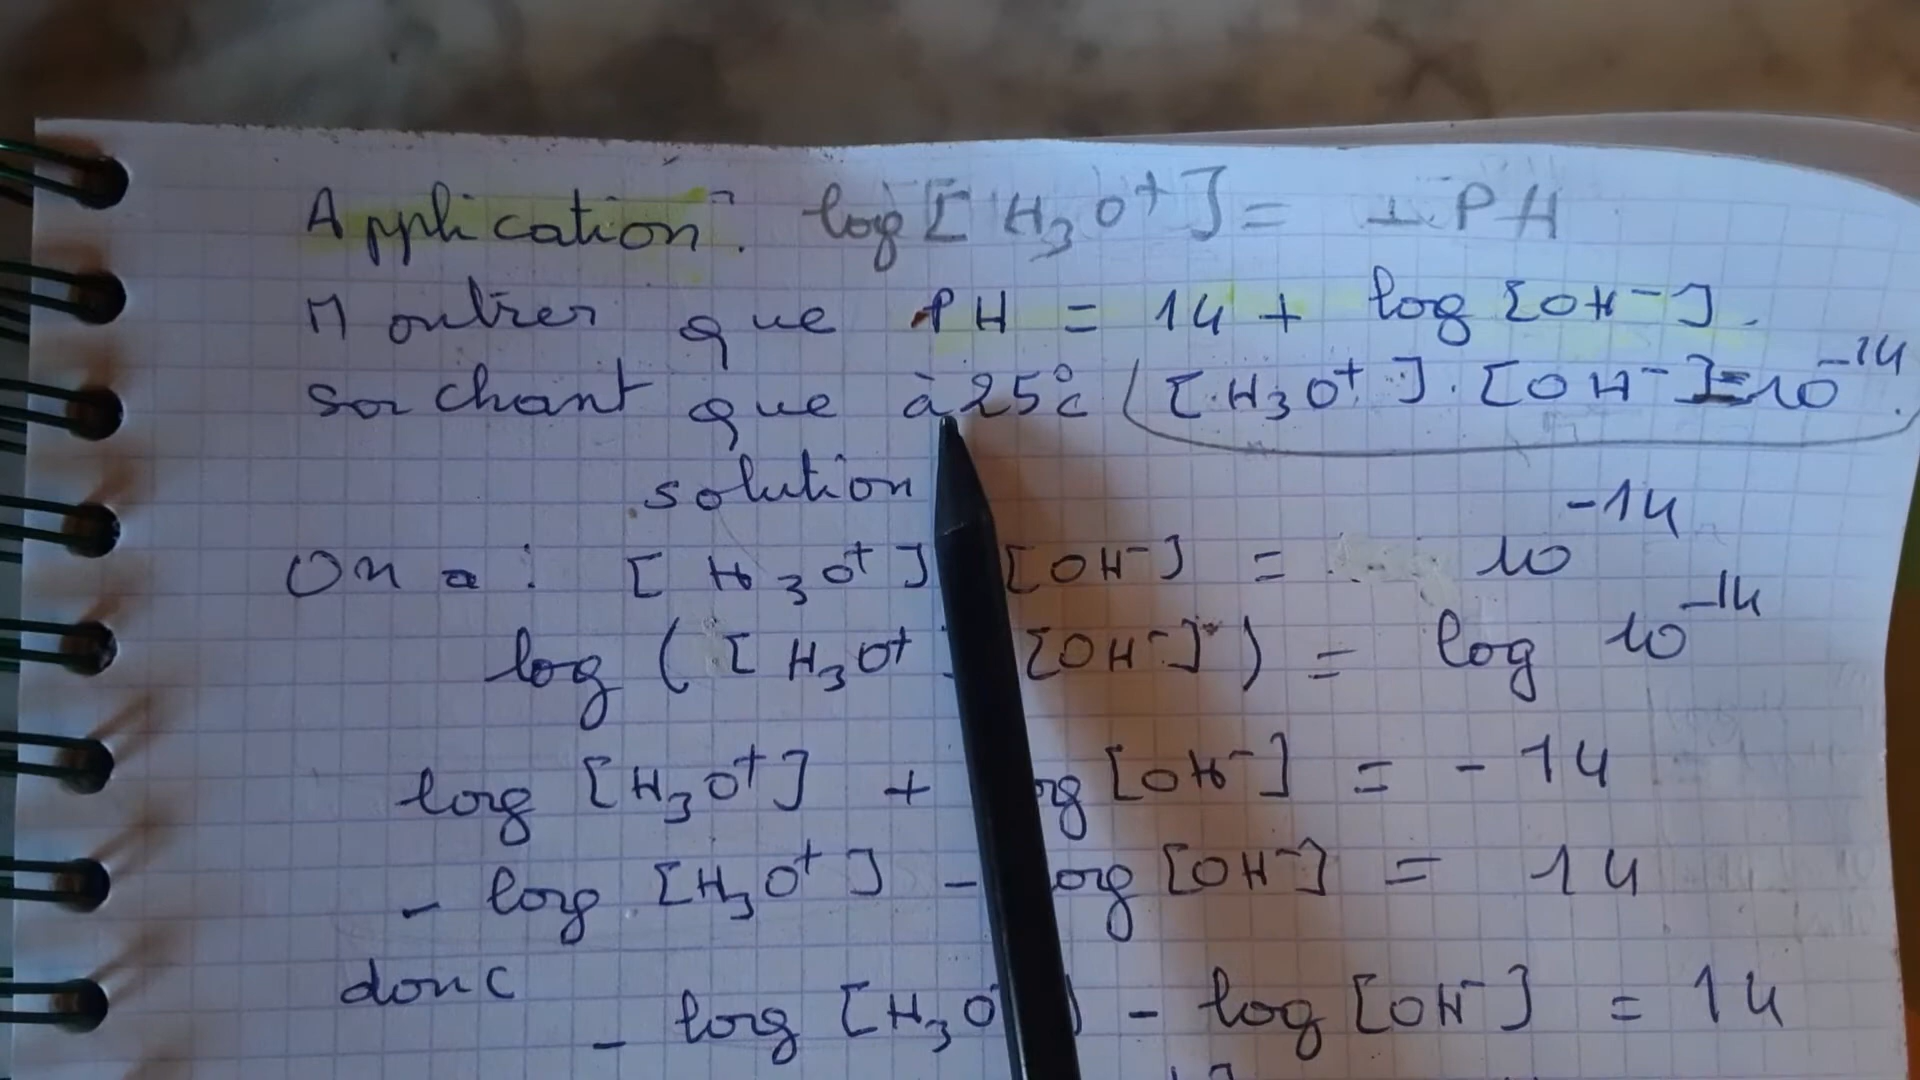 Application: log[H₃O⁺] = - PH
Montrer que PH = 14 + log [OH⁻].
sachant que à 25°c ([H₃O⁺].[OH⁻]=10⁻¹⁴.
solution
On a : [H₃O⁺] [OH⁻] = 10⁻¹⁴
log ([H₃O⁺ [OH⁻]) = log 10⁻¹⁴
log [H₃O⁺] + og [OH⁻] = - 14
- log [H₃O⁺] - og [OH⁻] = 14
donc - log [H₃O ] - log [OH⁻] = 14